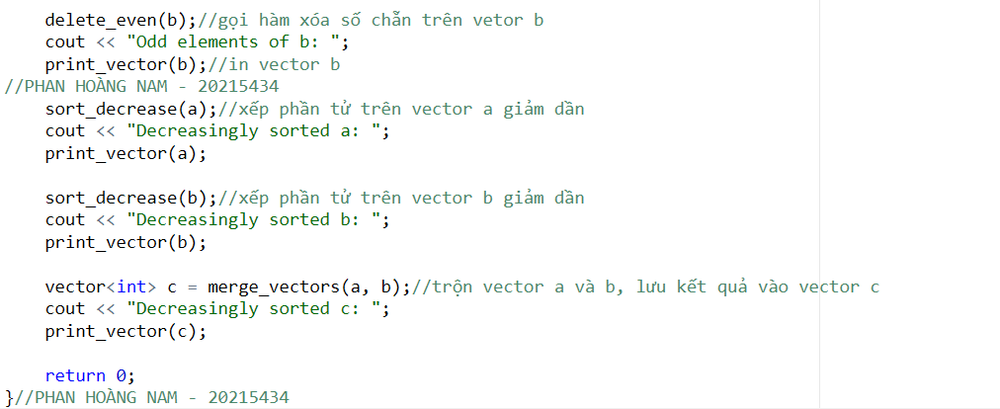 delete_even(b);//gọi hàm xóa số chẵn trên vetor b
cout << "Odd elements of b: ";
print_vector(b);//in vector b
//PHAN HOÀNG NAM - 20215434
sort_decrease(a);//xếp phần tử trên vector a giảm dần
cout << "Decreasingly sorted a: ";
print_vector(a);
sort_decrease(b);//xếp phần tử trên vector b giảm dần
cout << "Decreasingly sorted b: ";
print_vector(b);
vector<int> c = merge_vectors(a, b);//trộn vector a và b, lưu kết quả vào vector c
cout << "Decreasingly sorted c: ";
print_vector(c);
return 0;
}//PHAN HOÀNG NAM - 20215434